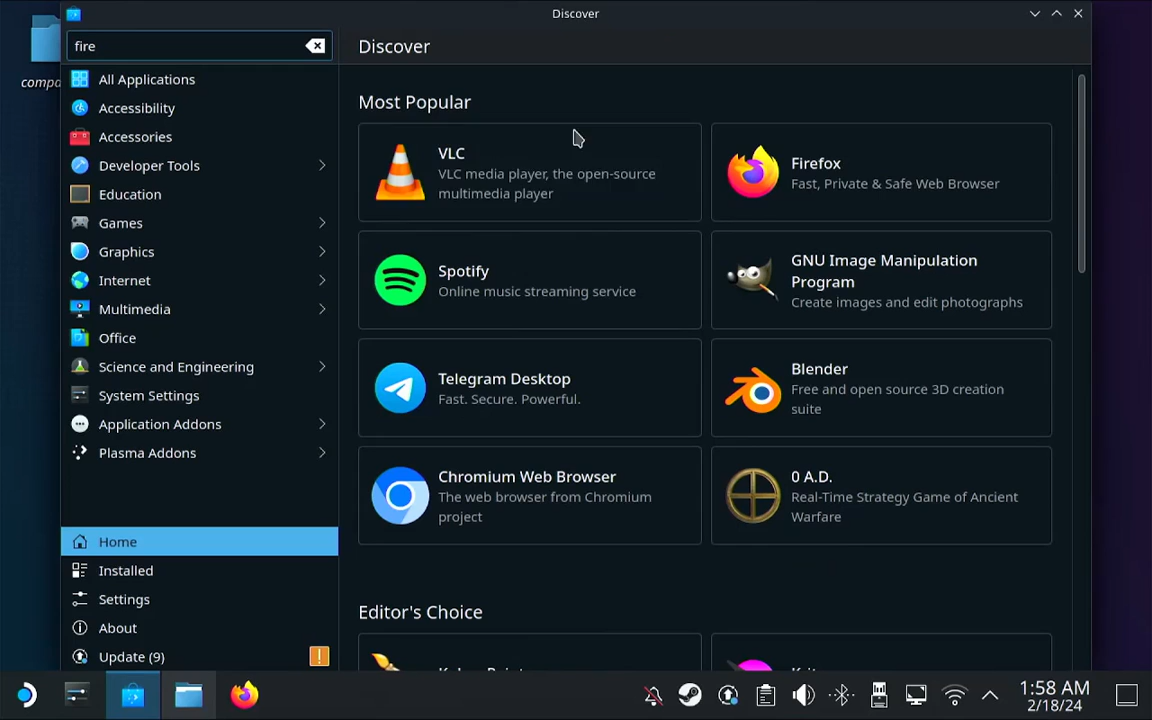 Discover
compa
fire
Discover
All Applications
Accessibility
Accessories
Developer Tools
Education
Games
Graphics
Internet
Multimedia
Office
Science and Engineering
System Settings
Application Addons
Plasma Addons
Home
Installed
Settings
About
Update (9)
Most Popular
VLC
VLC media player, the open-source
multimedia player
Firefox
Fast, Private & Safe Web Browser
Spotify
Online music streaming service
GNU Image Manipulation
Program
Create images and edit photographs
Telegram Desktop
Fast. Secure. Powerful.
Blender
Free and open source 3D creation
suite
Chromium Web Browser
The web browser from Chromium
project
0 A.D.
Real-Time Strategy Game of Ancient
Warfare
Editor's Choice
1:58 AM
2/18/24